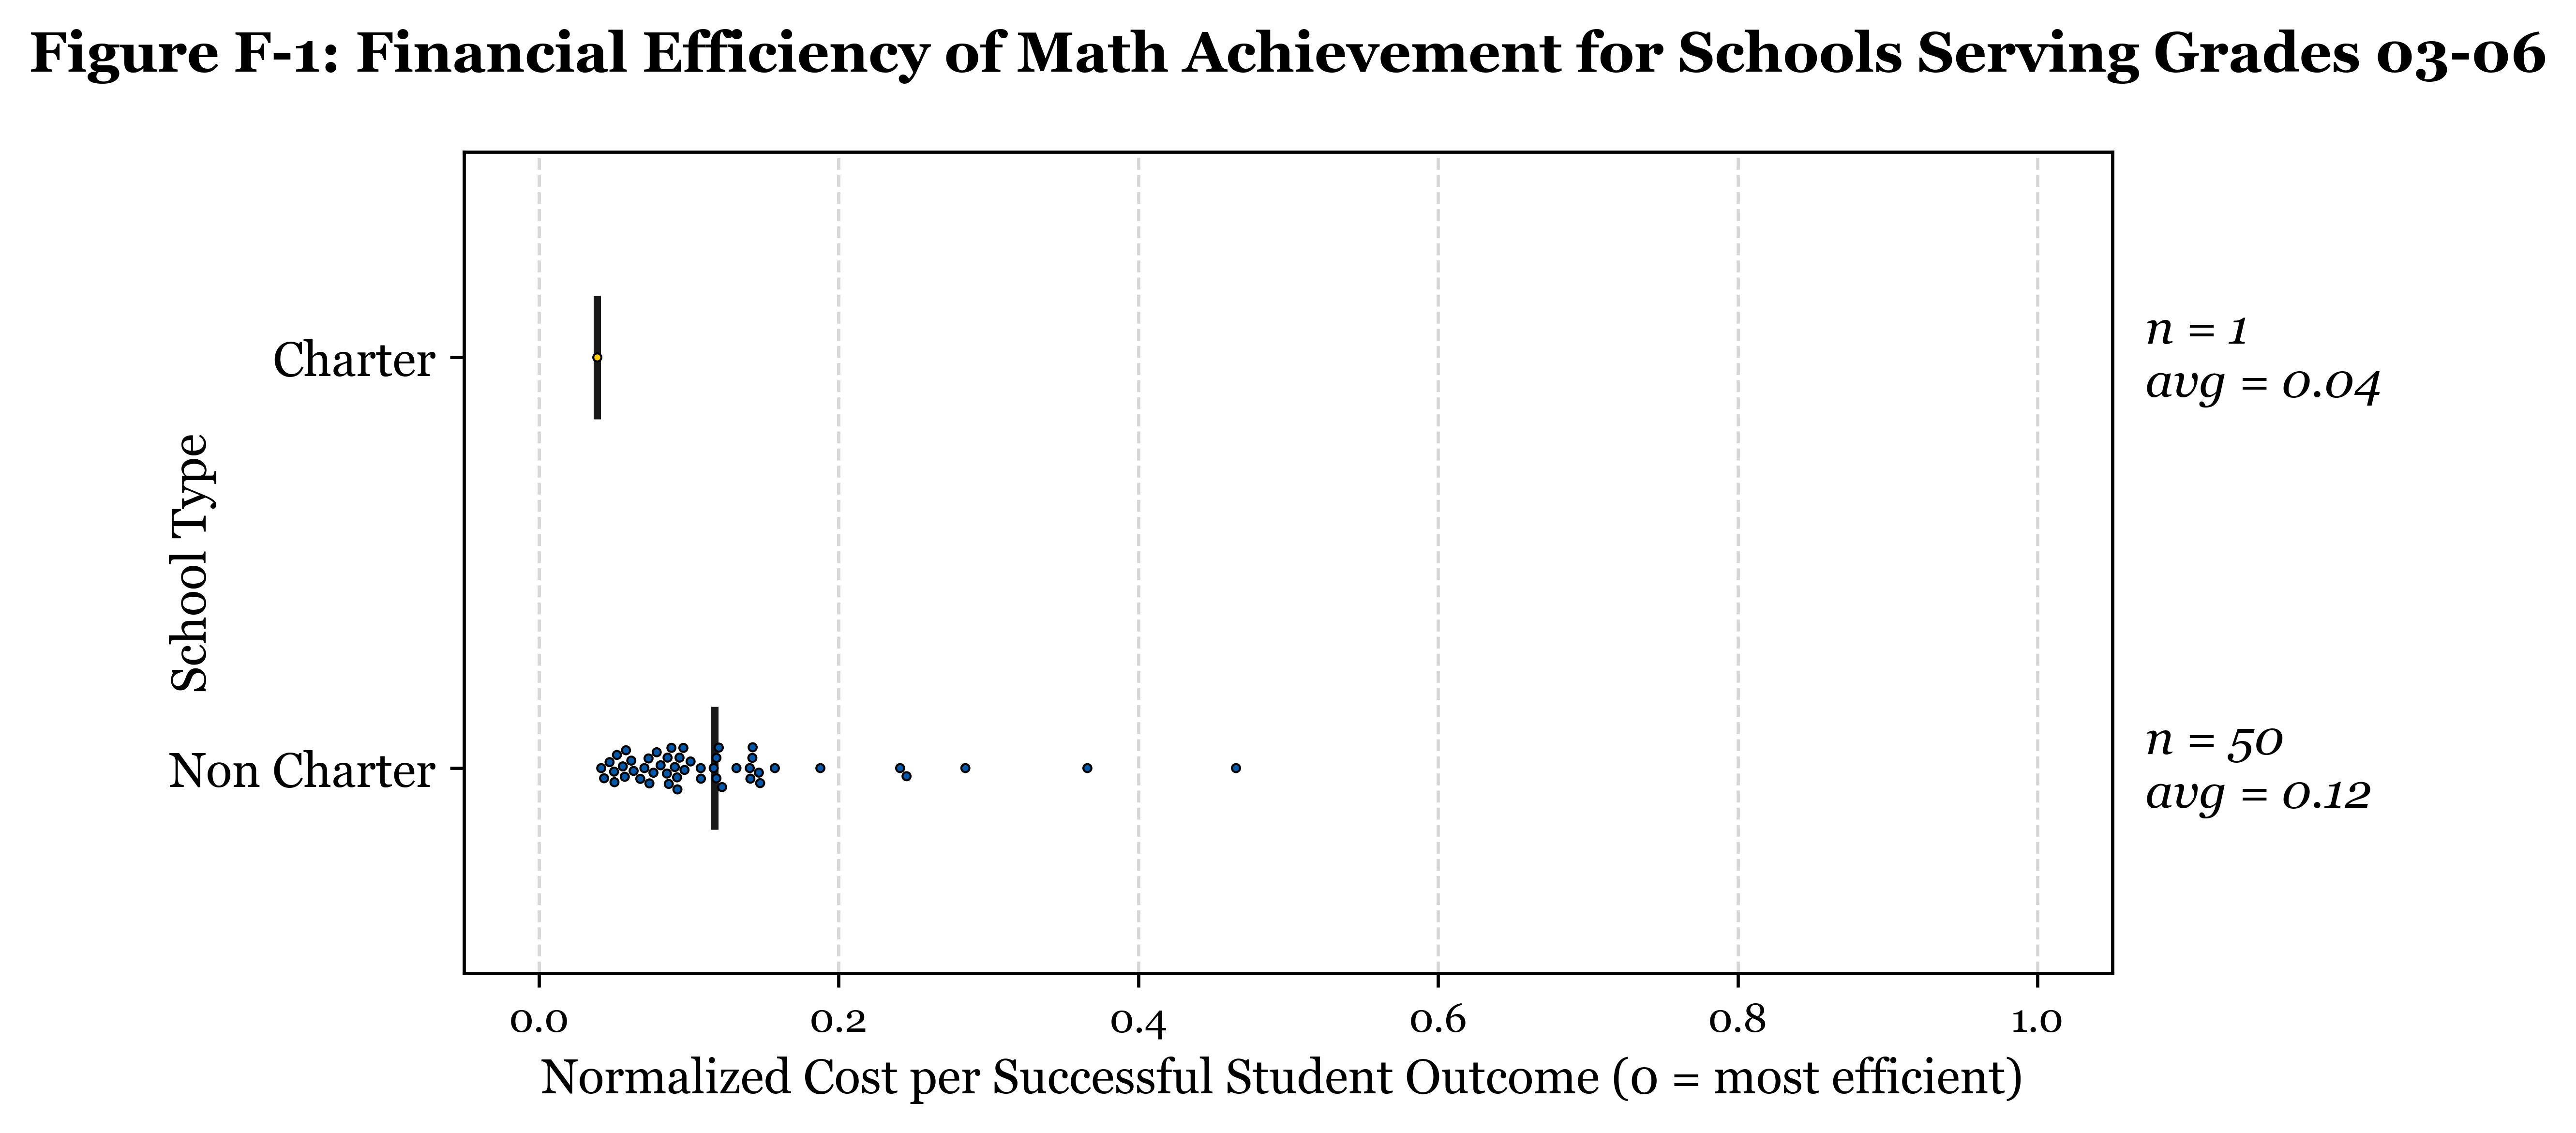 Figure F-1: Financial Efficiency of Math Achievement for Schools Serving Grades 03-06
School Type
Charter
n = 1
avg = 0.04
Non Charter
n = 50
avg = 0.12
0.0 0.2 0.4 0.6 0.8 1.0
Normalized Cost per Successful Student Outcome (0 = most efficient)